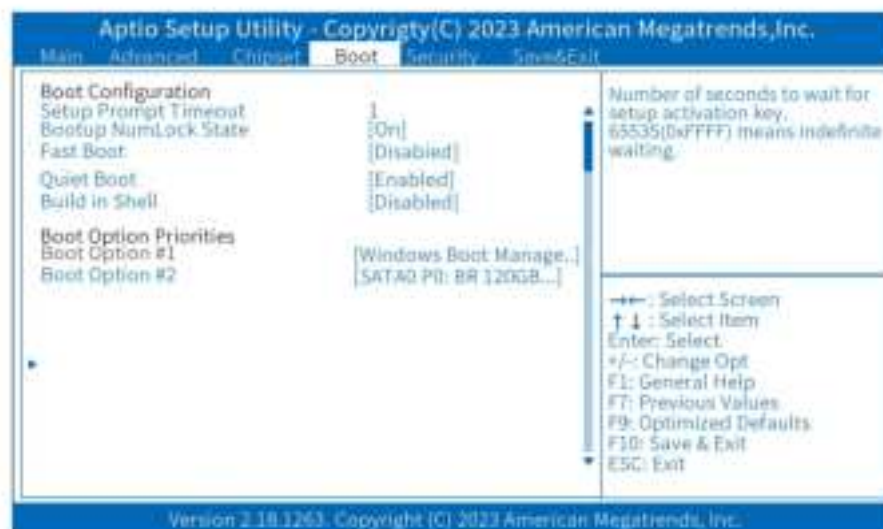 Aptio Setup Utility - Copyrigty(C) 2023 American Megatrends,Inc.
Main Advanced Chipset Boot Security Save&Exit
Boot Configuration
Setup Prompt Timeout 1
Bootup NumLock State [On]
Fast Boot [Disabled]
Quiet Boot [Enabled]
Build in Shell [Disabled]
Boot Option Priorities
Boot Option #1 [Windows Boot Manage..]
Boot Option #2 [SATA0 P0: BR 120GB...]
Number of seconds to wait for
setup activation key.
65535(0xFFFF) means indefinite
waiting.
→←: Select Screen
↑↓: Select Item
Enter: Select
+/-: Change Opt
F1: General Help
F7: Previous Values
F9: Optimized Defaults
F10: Save & Exit
ESC: Exit
Version 2.18.1263. Copyright (C) 2023 American Megatrends, Inc.